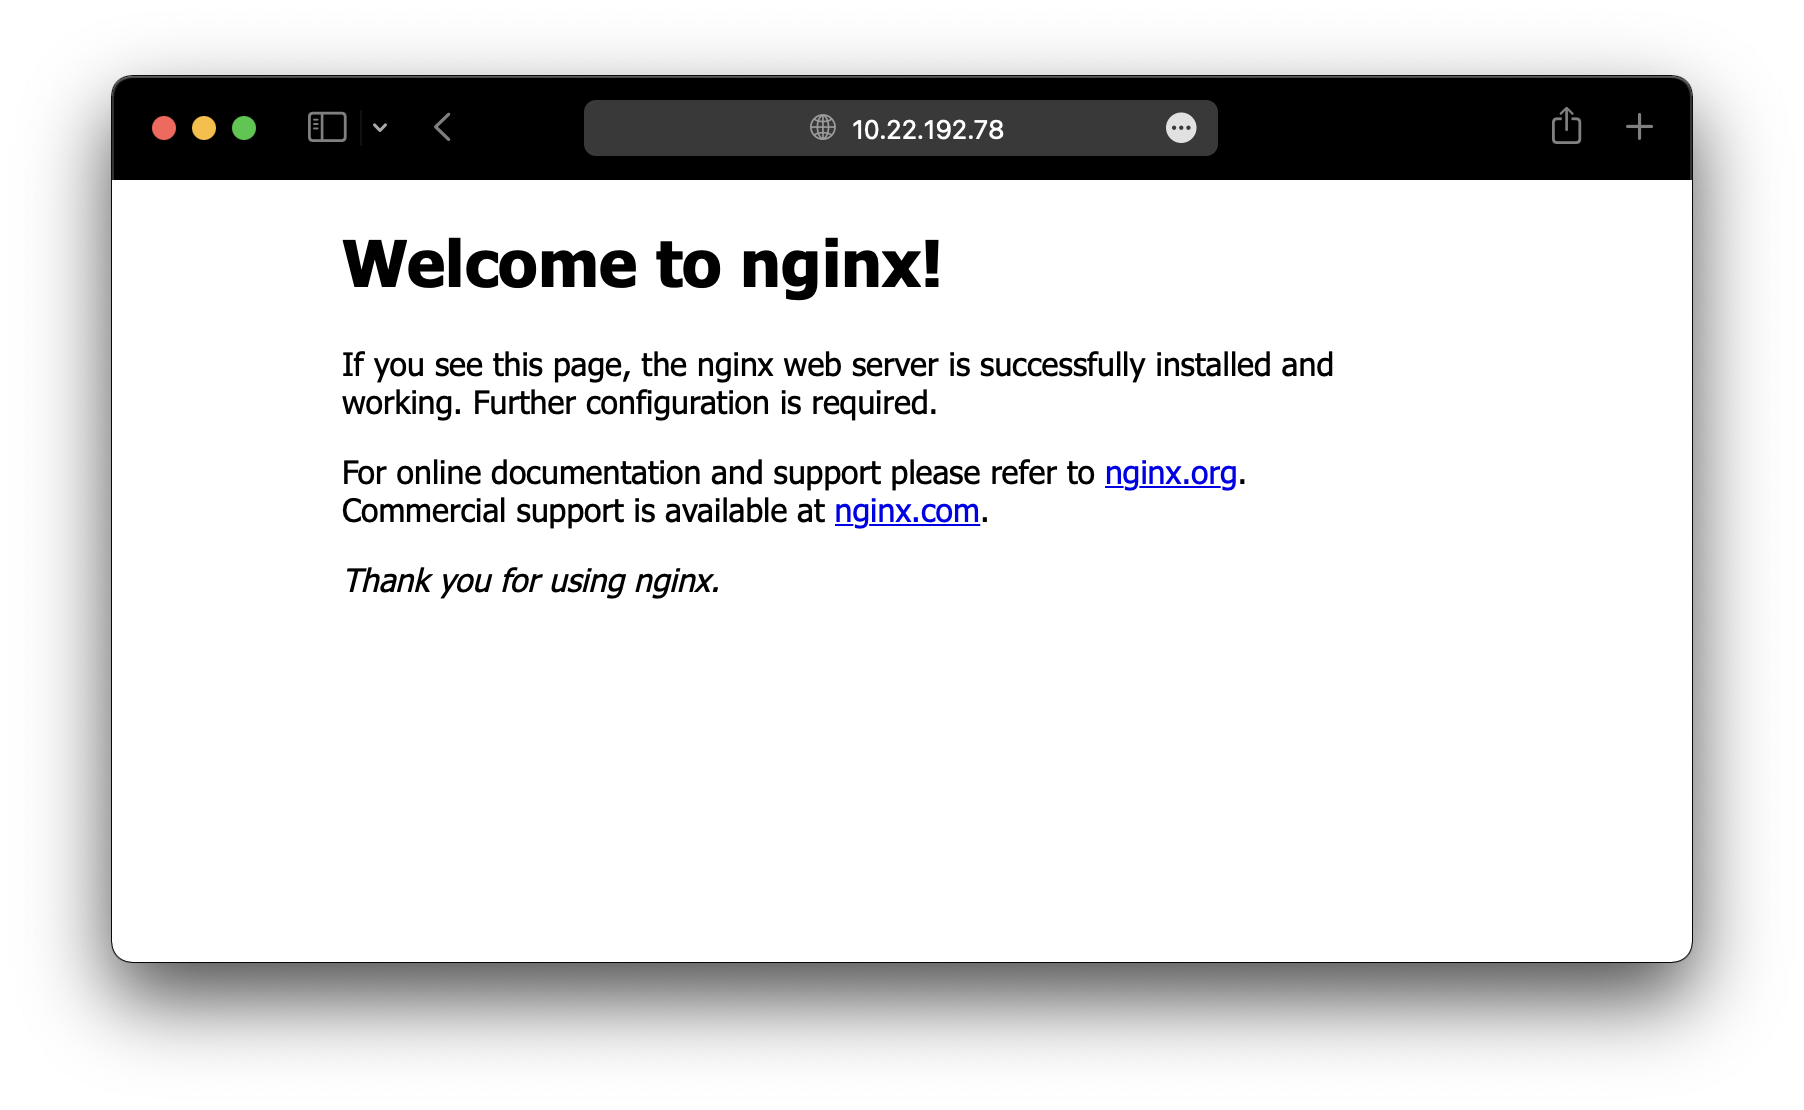 10.22.192.78
Welcome to nginx!
If you see this page, the nginx web server is successfully installed and
working. Further configuration is required.
For online documentation and support please refer to nginx.org.
Commercial support is available at nginx.com.
Thank you for using nginx.